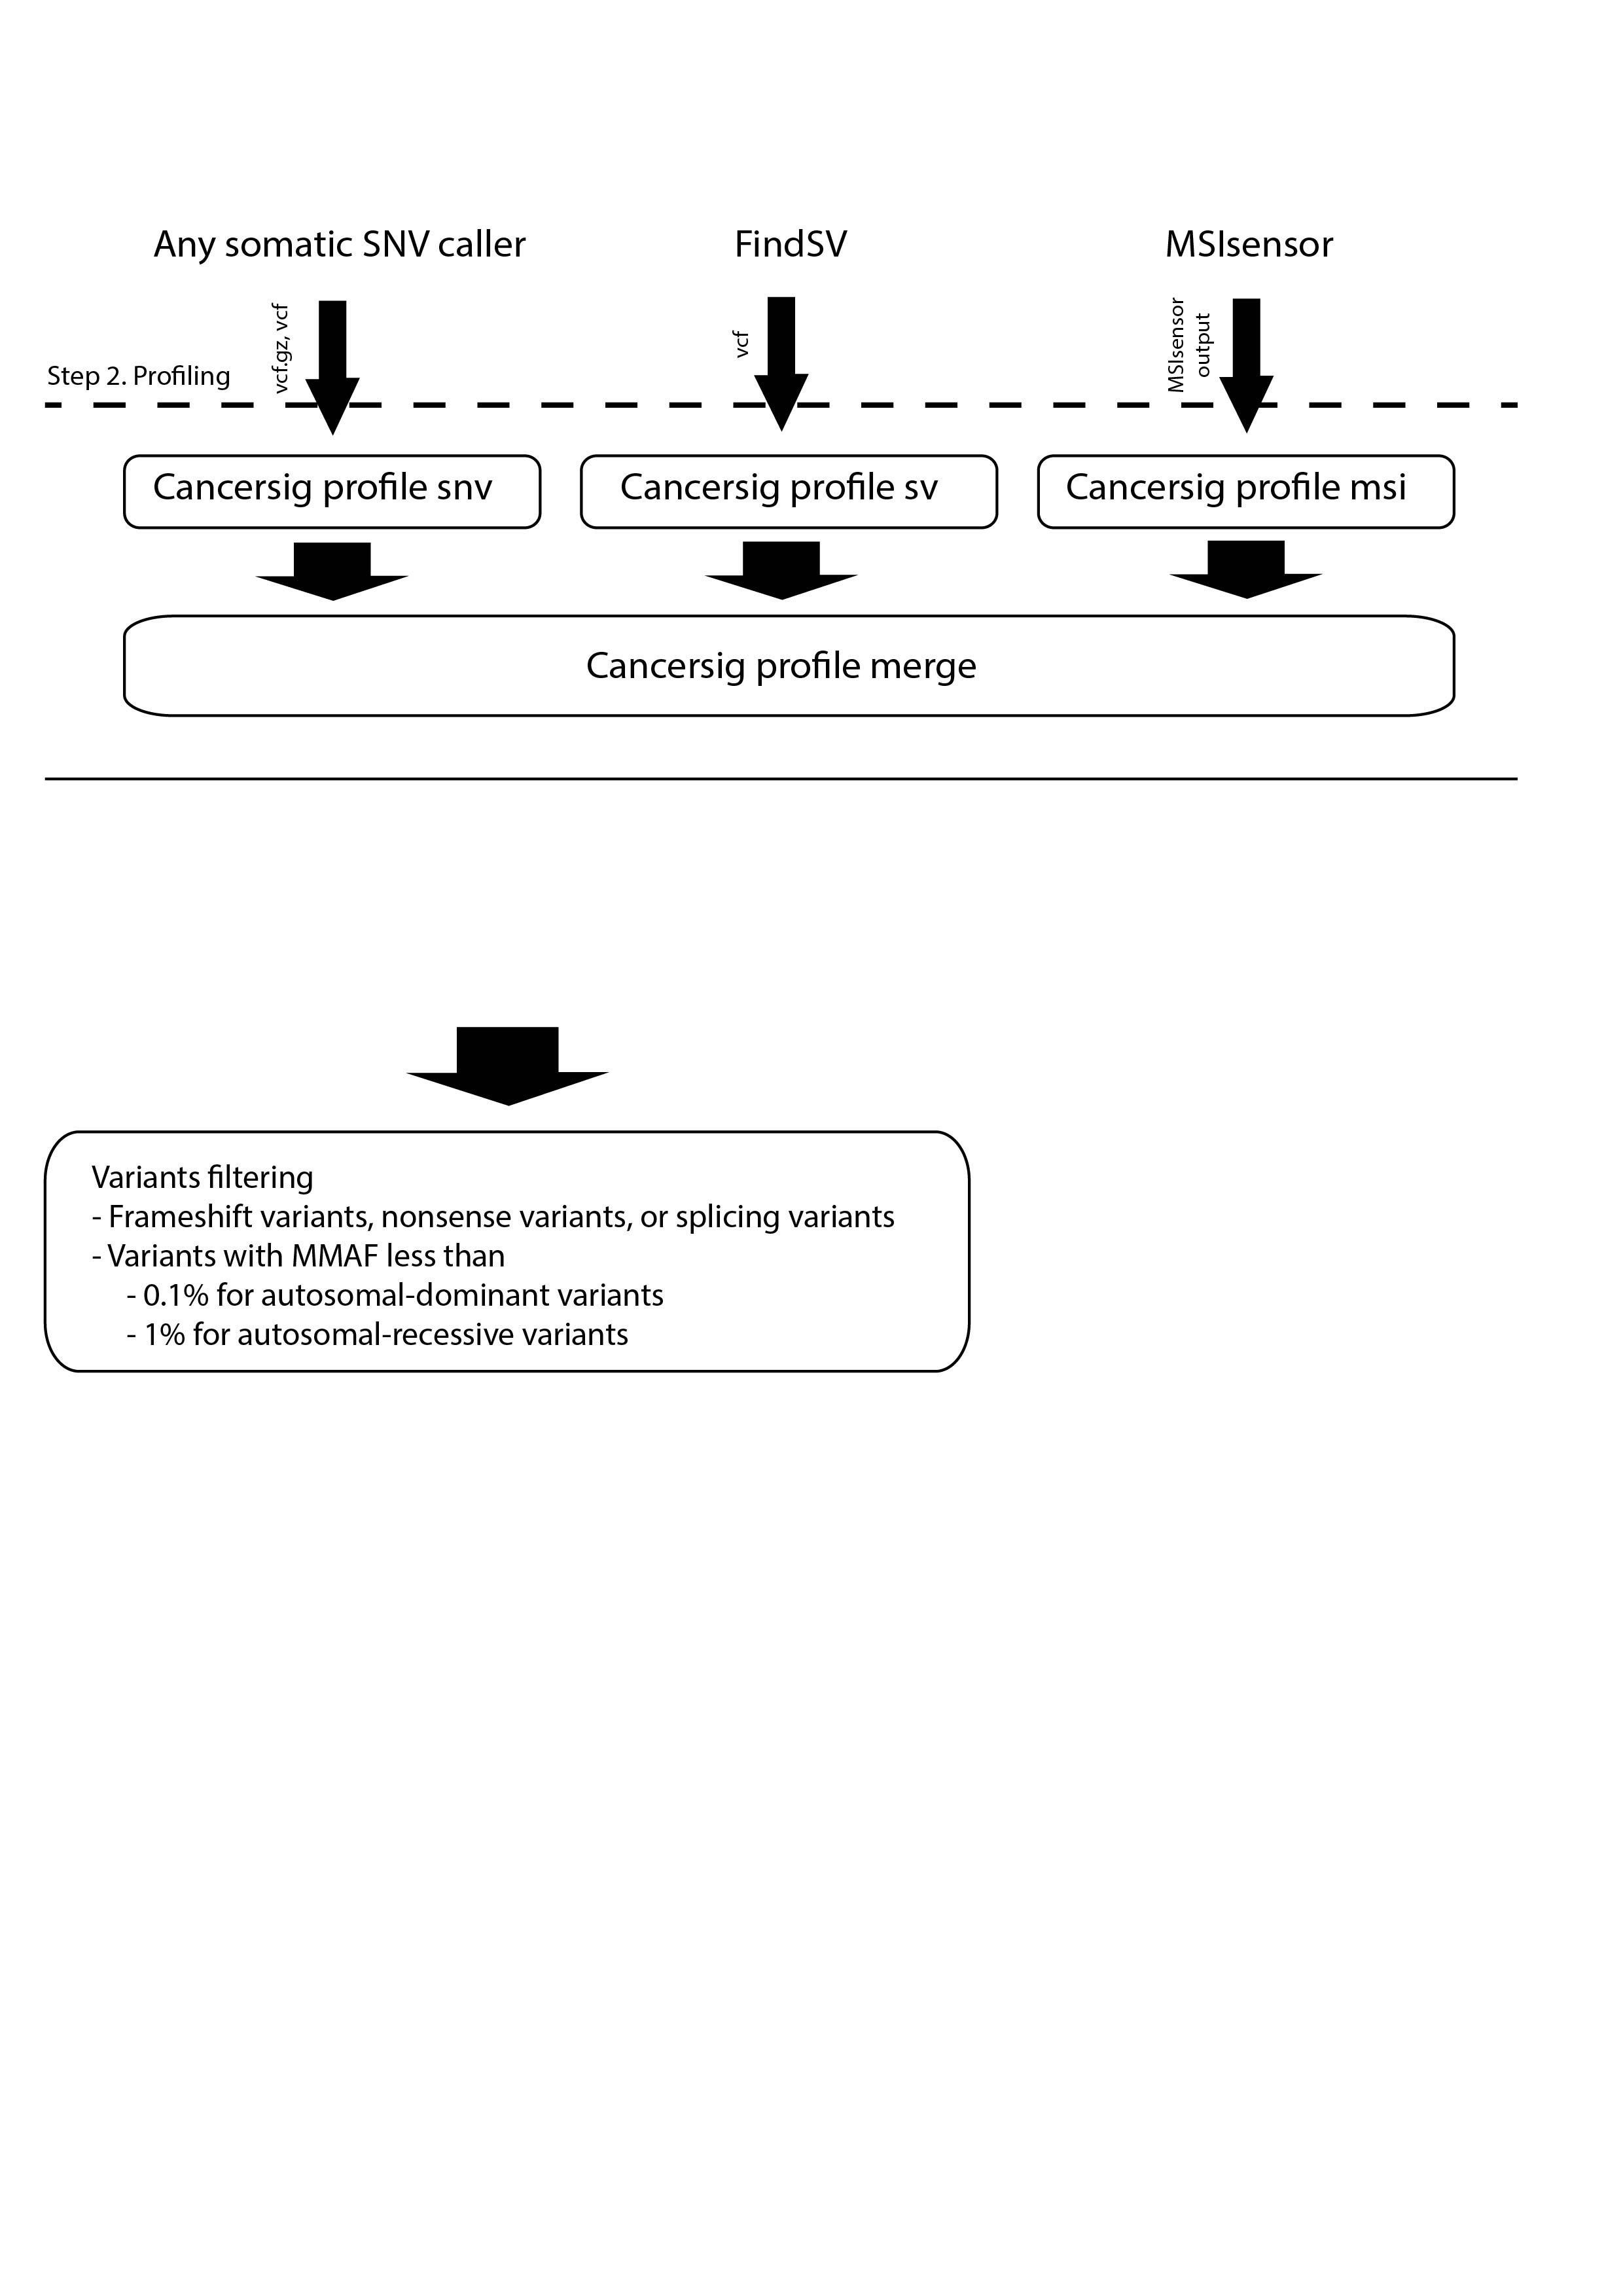 Any somatic SNV caller
FindSV
MSIsensor
vcf.gz, vcf
vcf
MSIsensor
output
Step 2. Profiling
Cancersig profile snv
Cancersig profile sv
Cancersig profile msi
Cancersig profile merge
Variants filtering
- Frameshift variants, nonsense variants, or splicing variants
- Variants with MMAF less than
- 0.1% for autosomal-dominant variants
- 1% for autosomal-recessive variants